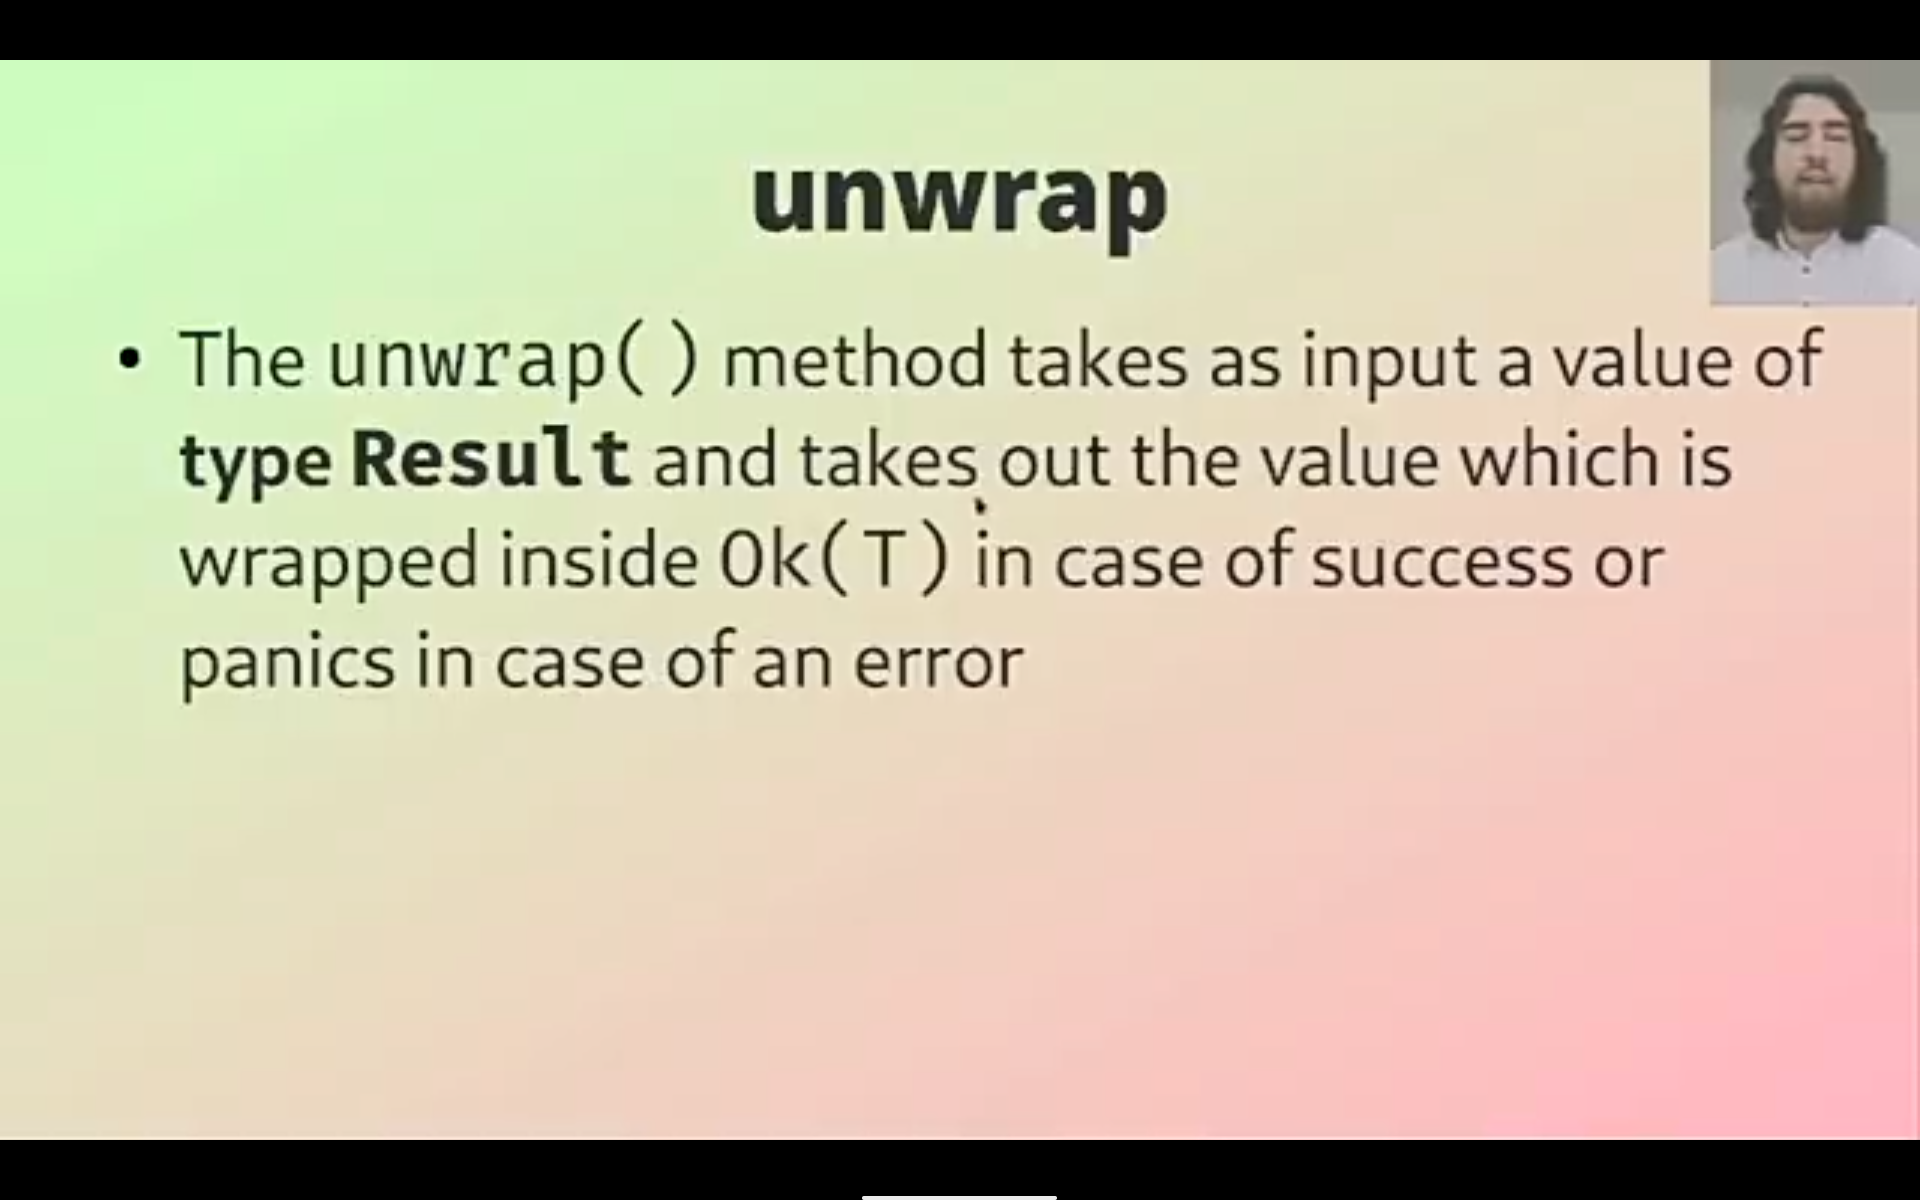 unwrap
• The unwrap() method takes as input a value of
type Result and takes out the value which is
wrapped inside Ok(T) in case of success or
panics in case of an error